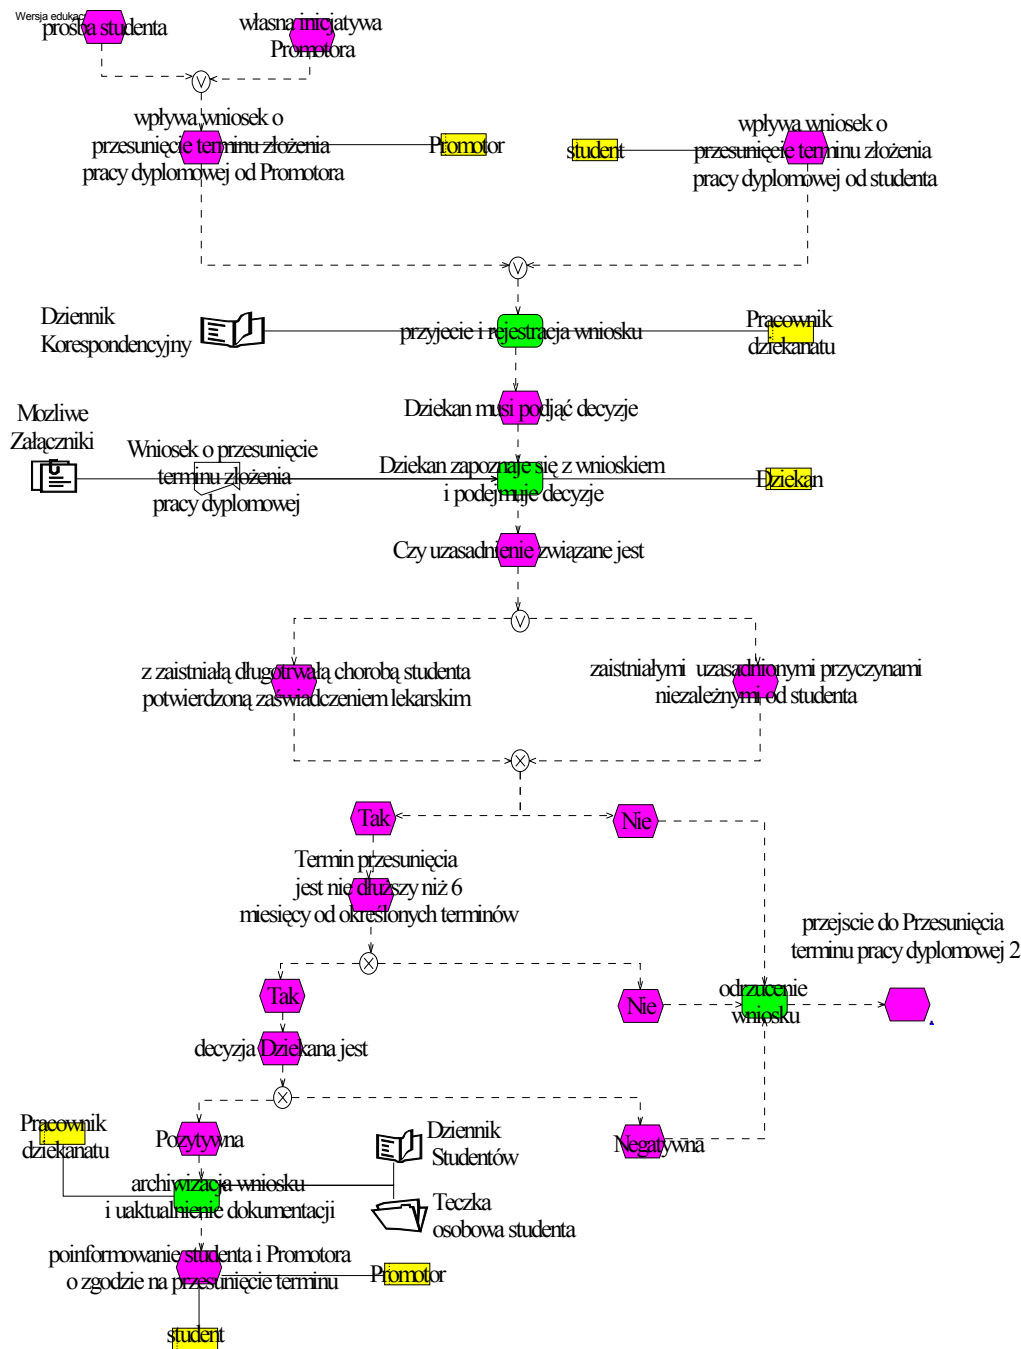 Wersja edukac
prośba studenta
własna inicjatywa
Promotora
wpływa wniosek o
przesunięcie terminu złożenia
pracy dyplomowej od Promotora
Promotor
student
wpływa wniosek o
przesunięcie terminu złożenia
pracy dyplomowej od studenta
Dziennik
Korespondencyjny
przyjecie i rejestracja wniosku
Pracownik
dziekanatu
Dziekan musi podjąć decyzje
Mozliwe
Załączniki
Wniosek o przesunięcie
terminu złożenia
pracy dyplomowej
Dziekan zapoznaje się z wnioskiem
i podejmuje decyzje
Dziekan
Czy uzasadnienie związane jest
z zaistniałą długotrwałą chorobą studenta
potwierdzoną zaświadczeniem lekarskim
zaistniałymi uzasadnionymi przyczynami
niezależnymi od studenta
Tak
Nie
Termin przesunięcia
jest nie dłuższy niż 6
miesięcy od określonych terminów
przejscie do Przesunięcia
terminu pracy dyplomowej 2
Tak
Nie
odrzucenie
wniosku
decyzja Dziekana jest
Pracownik
dziekanatu
Pozytywna
Dziennik
Studentów
Negatywna
archiwizacja wniosku
i uaktualnienie dokumentacji
Teczka
osobowa studenta
poinformowanie studenta i Promotora
o zgodzie na przesunięcie terminu
Promotor
student